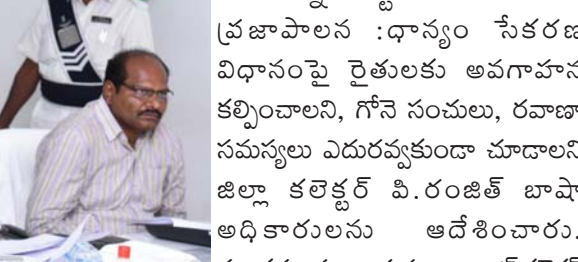 ప్రజాపాలన :ధాన్యం సేకరణ
విధానంపై రైతులకు అవగాహన
కల్పించాలని, గోనె సంచులు, రవాణా
సమస్యలు ఎదురవ్వకుండా చూడాలని
జిల్లా కలెక్టర్ పి.రంజిత్ బాషా
అధికారులను ఆదేశించారు.